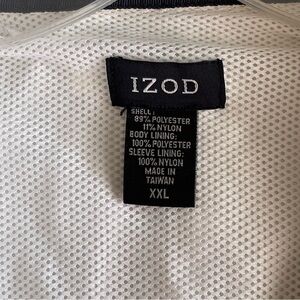 IZOD
SHELL:
89% POLYESTER
11% NYLON
BODY LINING:
100% POLYESTER
SLEEVE LINING:
100% NYLON
MADE IN
TAIWAN
XXL